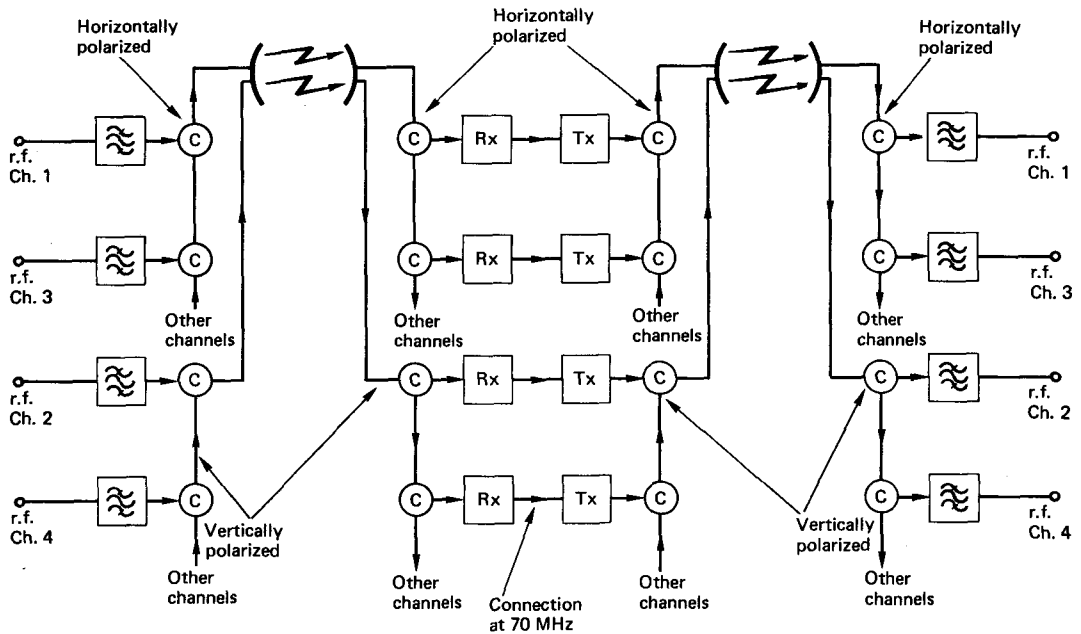 Horizontally
polarized
Horizontally
polarized
Horizontally
polarized
r.f.
Ch. 1
C
C
Rx
Tx
C
C
r.f.
Ch. 1
r.f.
Ch. 3
C
C
Rx
Tx
C
C
r.f.
Ch. 3
Other
channels
Other
channels
Other
channels
Other
channels
r.f.
Ch. 2
C
C
Rx
Tx
C
C
r.f.
Ch. 2
r.f.
Ch. 4
C
C
Rx
Tx
C
C
r.f.
Ch. 4
Vertically
polarized
Vertically
polarized
Other
channels
Other
channels
Connection
at 70 MHz
Other
channels
Other
channels